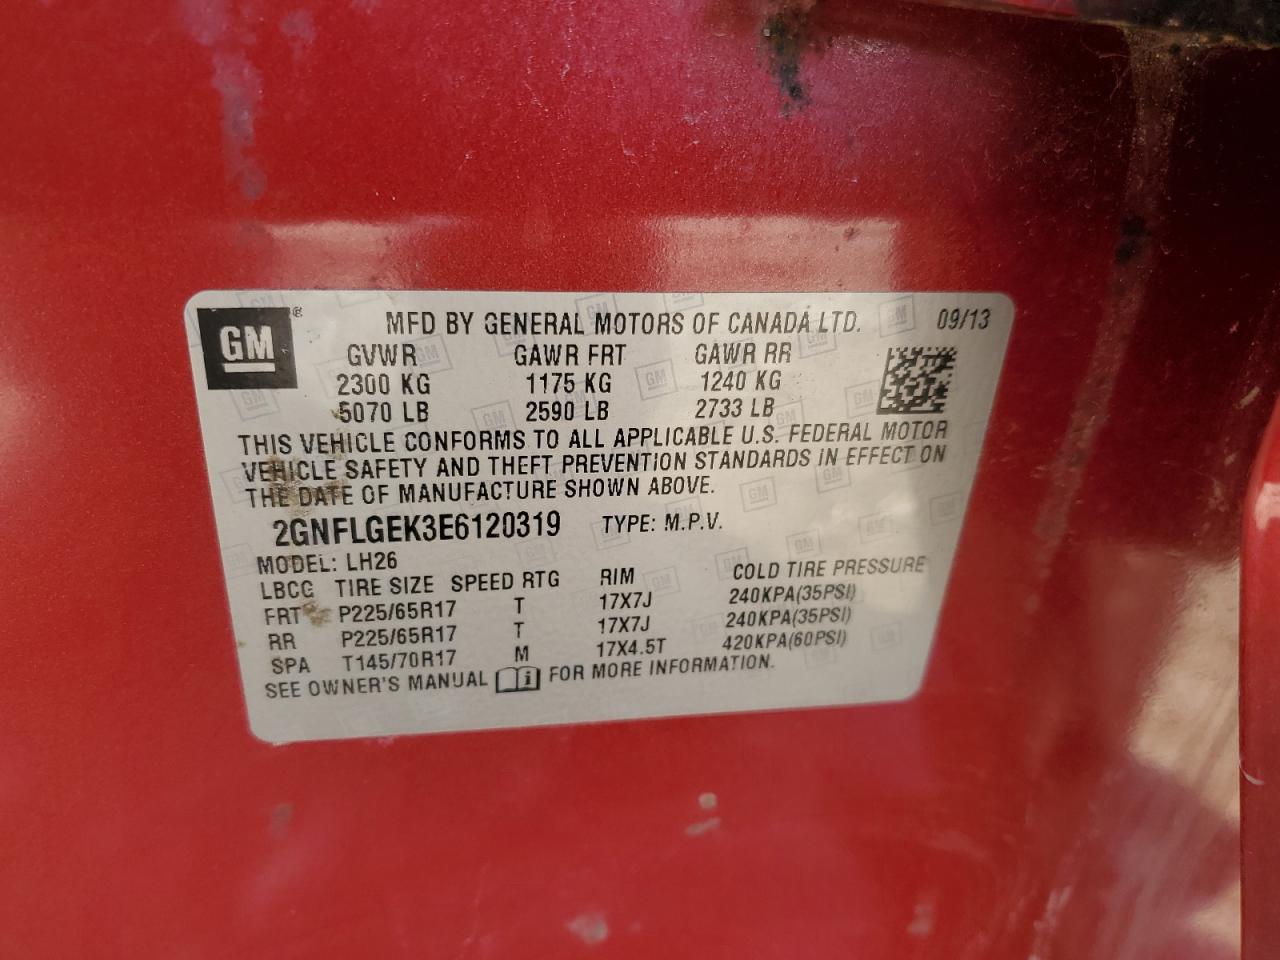 GM ® MFD BY GENERAL MOTORS OF CANADA LTD. 09/13
GVWR GAWR FRT GAWR RR
2300 KG 1175 KG 1240 KG
5070 LB 2590 LB 2733 LB
THIS VEHICLE CONFORMS TO ALL APPLICABLE U.S. FEDERAL MOTOR
VEHICLE SAFETY AND THEFT PREVENTION STANDARDS IN EFFECT ON
THE DATE OF MANUFACTURE SHOWN ABOVE.
2GNFLGEK3E6120319 TYPE: M.P.V.
MODEL: LH26
LBCG TIRE SIZE SPEED RTG RIM COLD TIRE PRESSURE
FRT P225/65R17 T 17X7J 240KPA(35PSI)
RR P225/65R17 T 17X7J 240KPA(35PSI)
SPA T145/70R17 M 17X4.5T 420KPA(60PSI)
SEE OWNER'S MANUAL i FOR MORE INFORMATION.